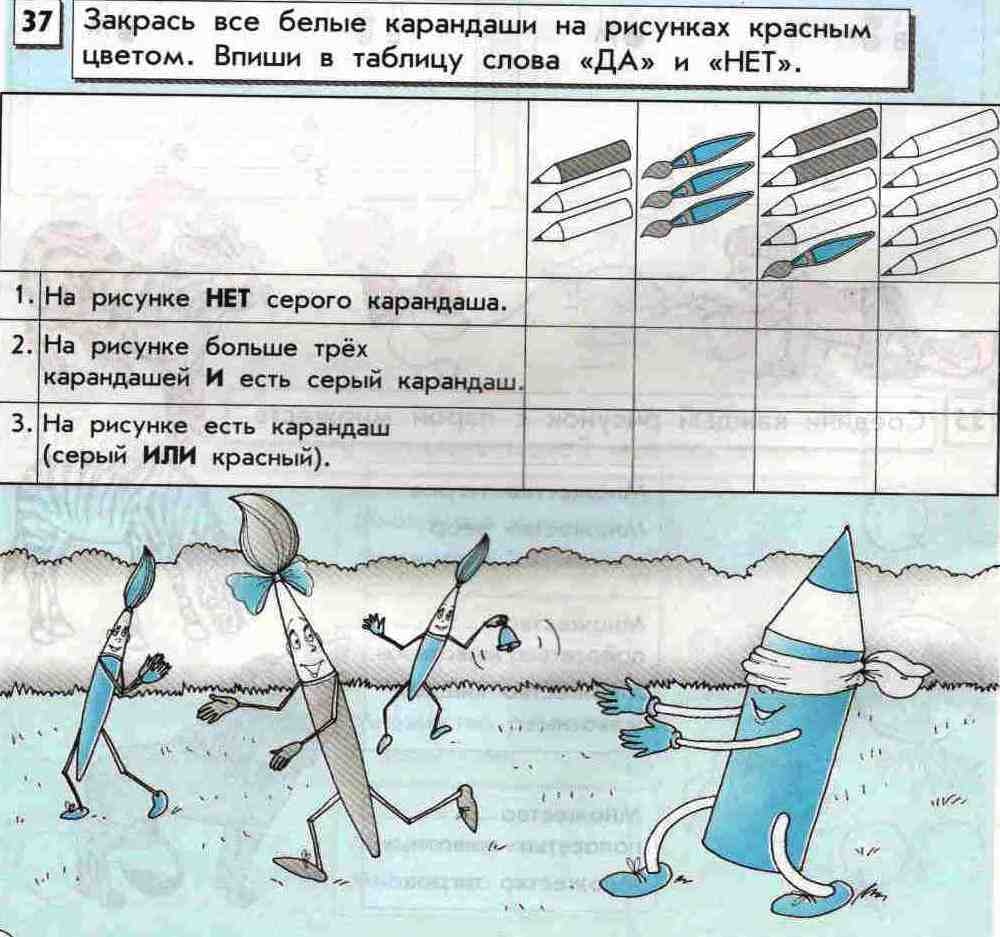 37 Закрась все белые карандаши на рисунках красным
цветом. Впиши в таблицу слова «ДА» и «НЕТ».
1. На рисунке НЕТ серого карандаша.
2. На рисунке больше трёх
карандашей И есть серый карандаш.
3. На рисунке есть карандаш
(серый ИЛИ красный).